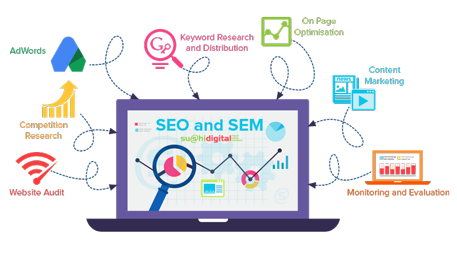 On Page
Optimisation
Keyword Research
and Distribution
AdWords
Content
Marketing
Competition
Research
SEO and SEM
su@hidigital
Website Audit
Monitoring and Evaluation